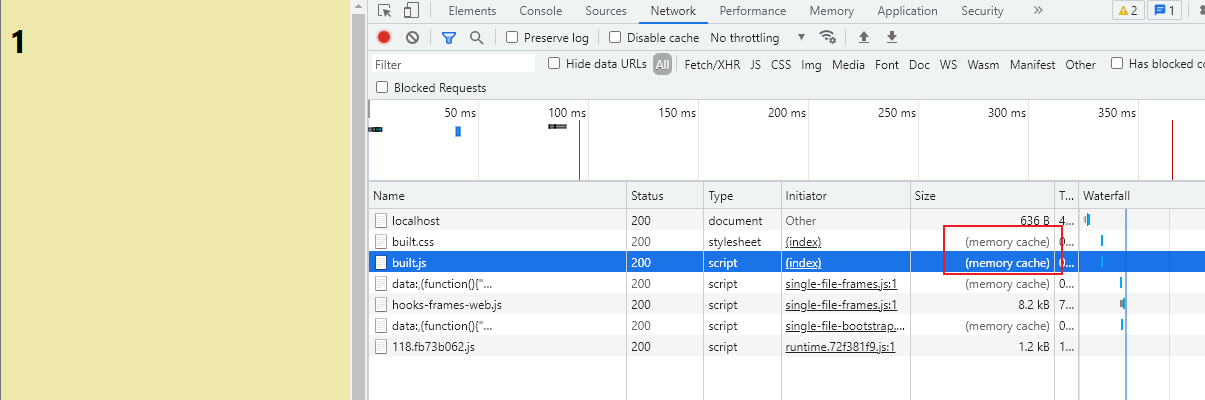 1
Elements Console Sources Network Performance Memory Application Security » 2 1
Preserve log Disable cache No throttling
Filter Hide data URLs All Fetch/XHR JS CSS Img Media Font Doc WS Wasm Manifest Other Has blocked co
Blocked Requests
50 ms 100 ms 150 ms 200 ms 250 ms 300 ms 350 ms
Name Status Type Initiator Size T... Waterfall
localhost 200 document Other 636 B 4...
built.css 200 stylesheet (index) (memory cache) 0...
built.js 200 script (index) (memory cache) 0...
data:,(function(){"... 200 script single-file-frames.js:1 (memory cache) 0...
hooks-frames-web.js 200 script single-file-frames.js:1 8.2 kB 7...
data:,(function(){"... 200 script single-file-bootstrap.... (memory cache) 0...
118.fb73b062.js 200 script runtime.72f381f9.js:1 1.2 kB 1...